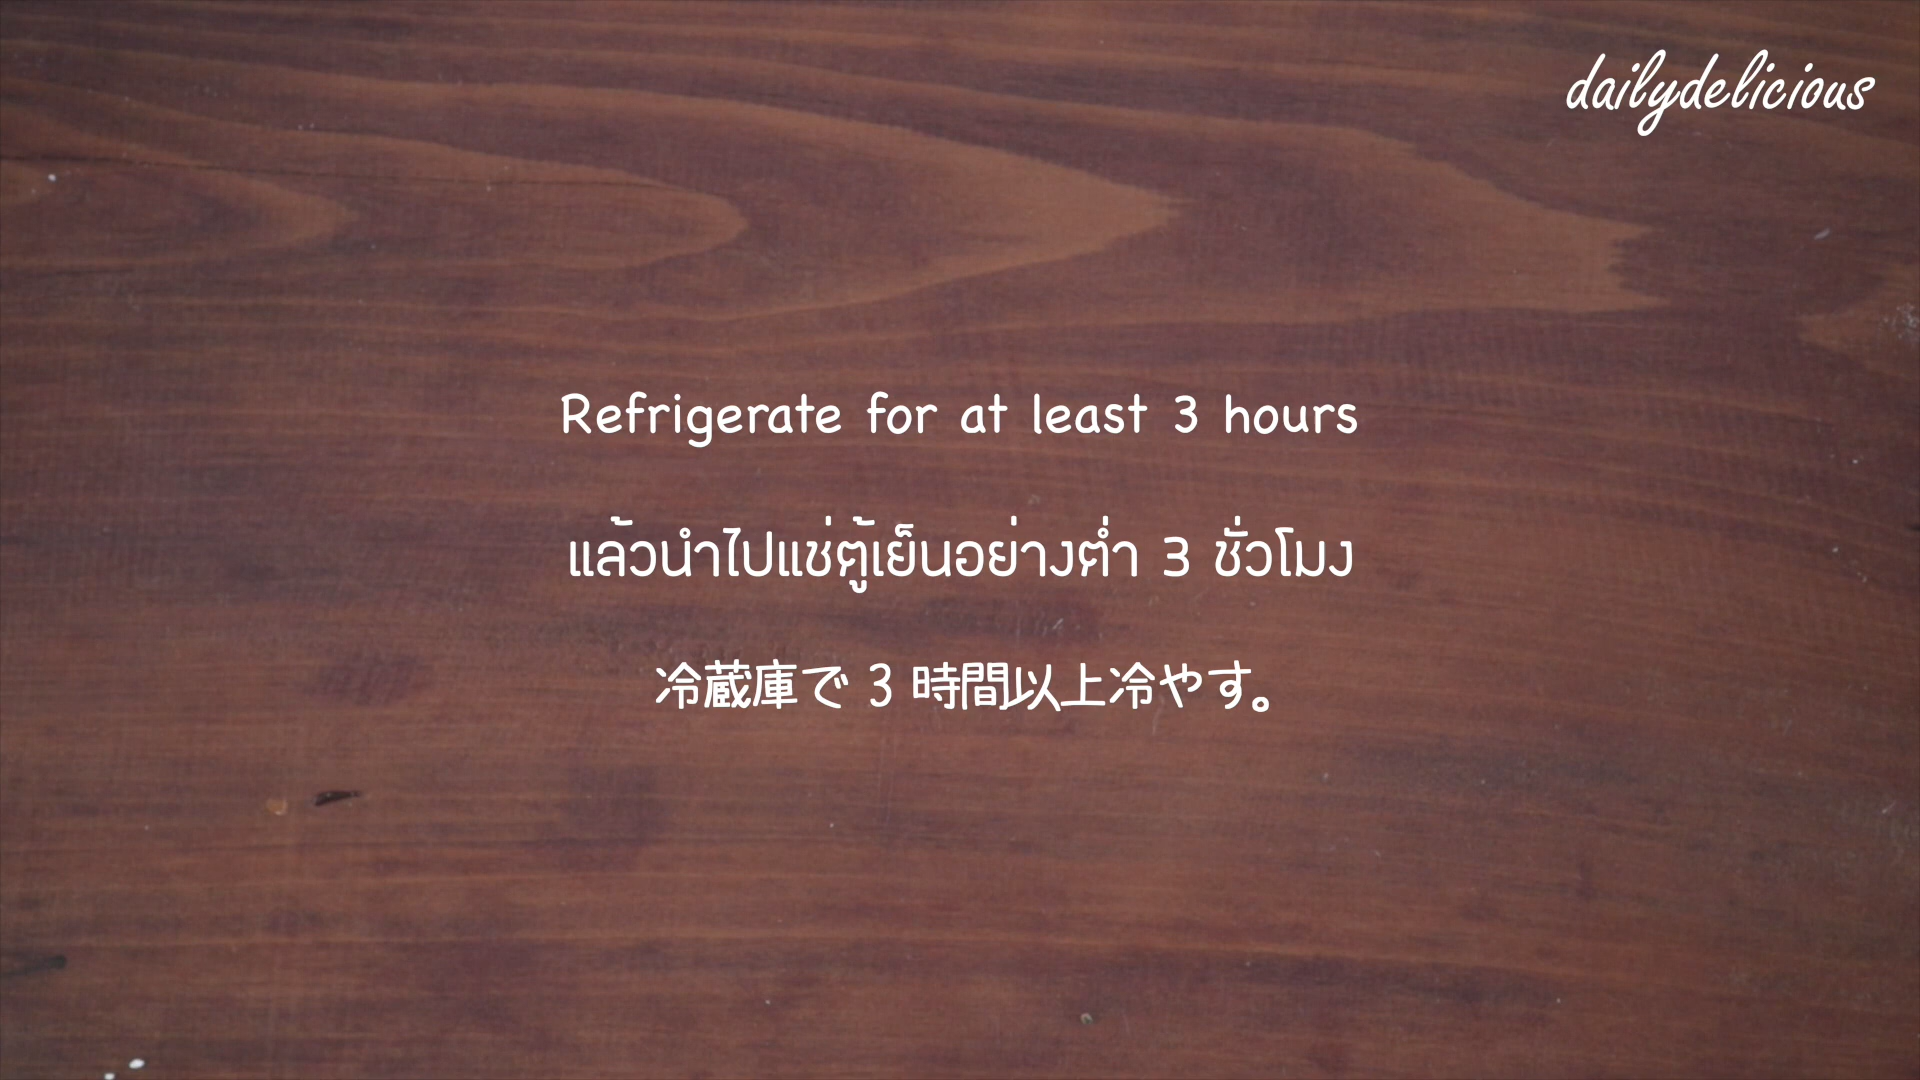 dailydelicious
Refrigerate for at least 3 hours
แล้วนำไปแช่ตู้เย็นอย่างต่ำ 3 ชั่วโมง
冷蔵庫で 3 時間以上冷やす。